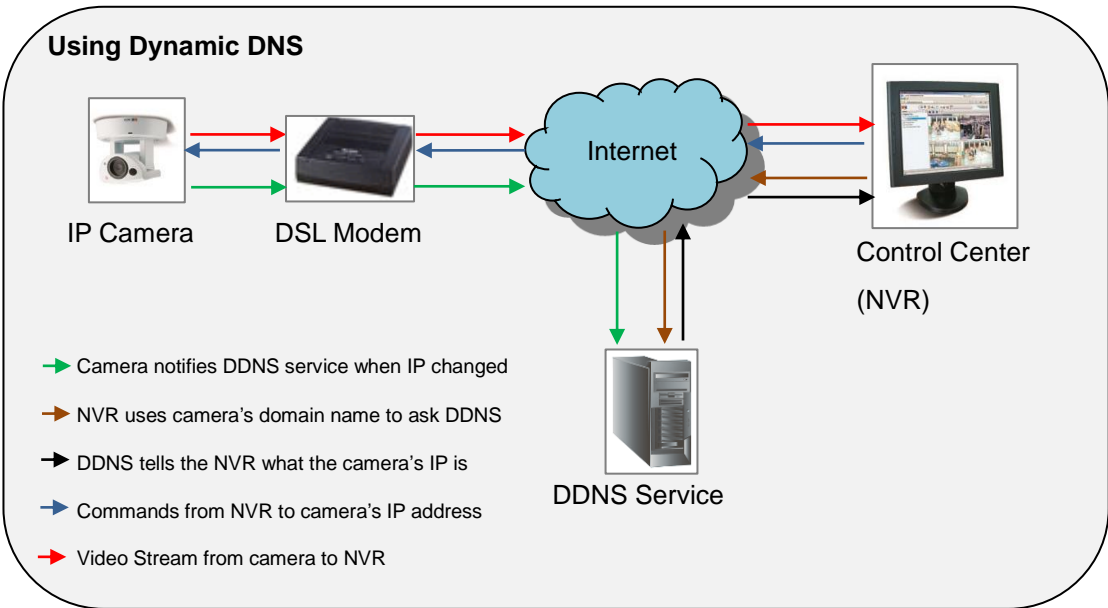 Using Dynamic DNS
Internet
IP Camera
DSL Modem
Control Center
(NVR)
Camera notifies DDNS service when IP changed
NVR uses camera’s domain name to ask DDNS
DDNS tells the NVR what the camera’s IP is
Commands from NVR to camera’s IP address
Video Stream from camera to NVR
DDNS Service